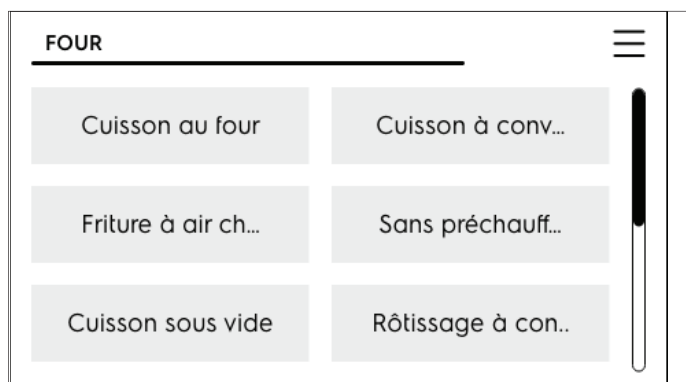 FOUR
Cuisson au four
Cuisson à conv...
Friture à air ch...
Sans préchauff...
Cuisson sous vide
Rôtissage à con..